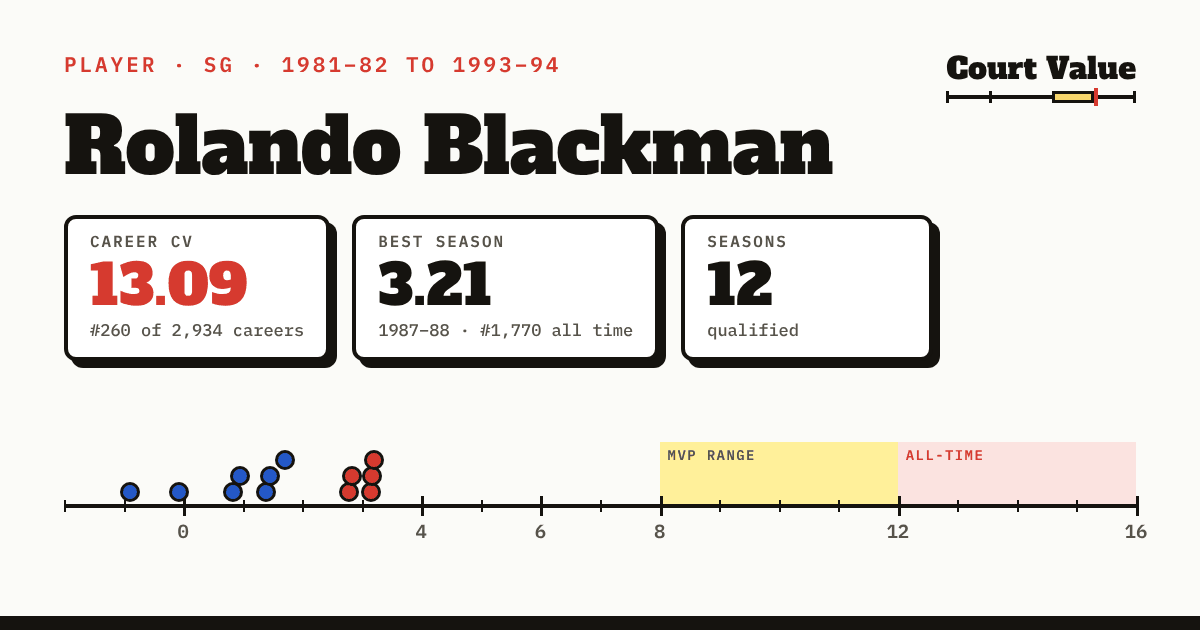 PLAYER · SG · 1981–82 TO 1993–94
Court Value
Rolando Blackman
CAREER CV
13.09
#260 of 2,934 careers
BEST SEASON
3.21
1987–88 · #1,770 all time
SEASONS
12
qualified
MVP RANGE
ALL-TIME
0 4 6 8 12 16